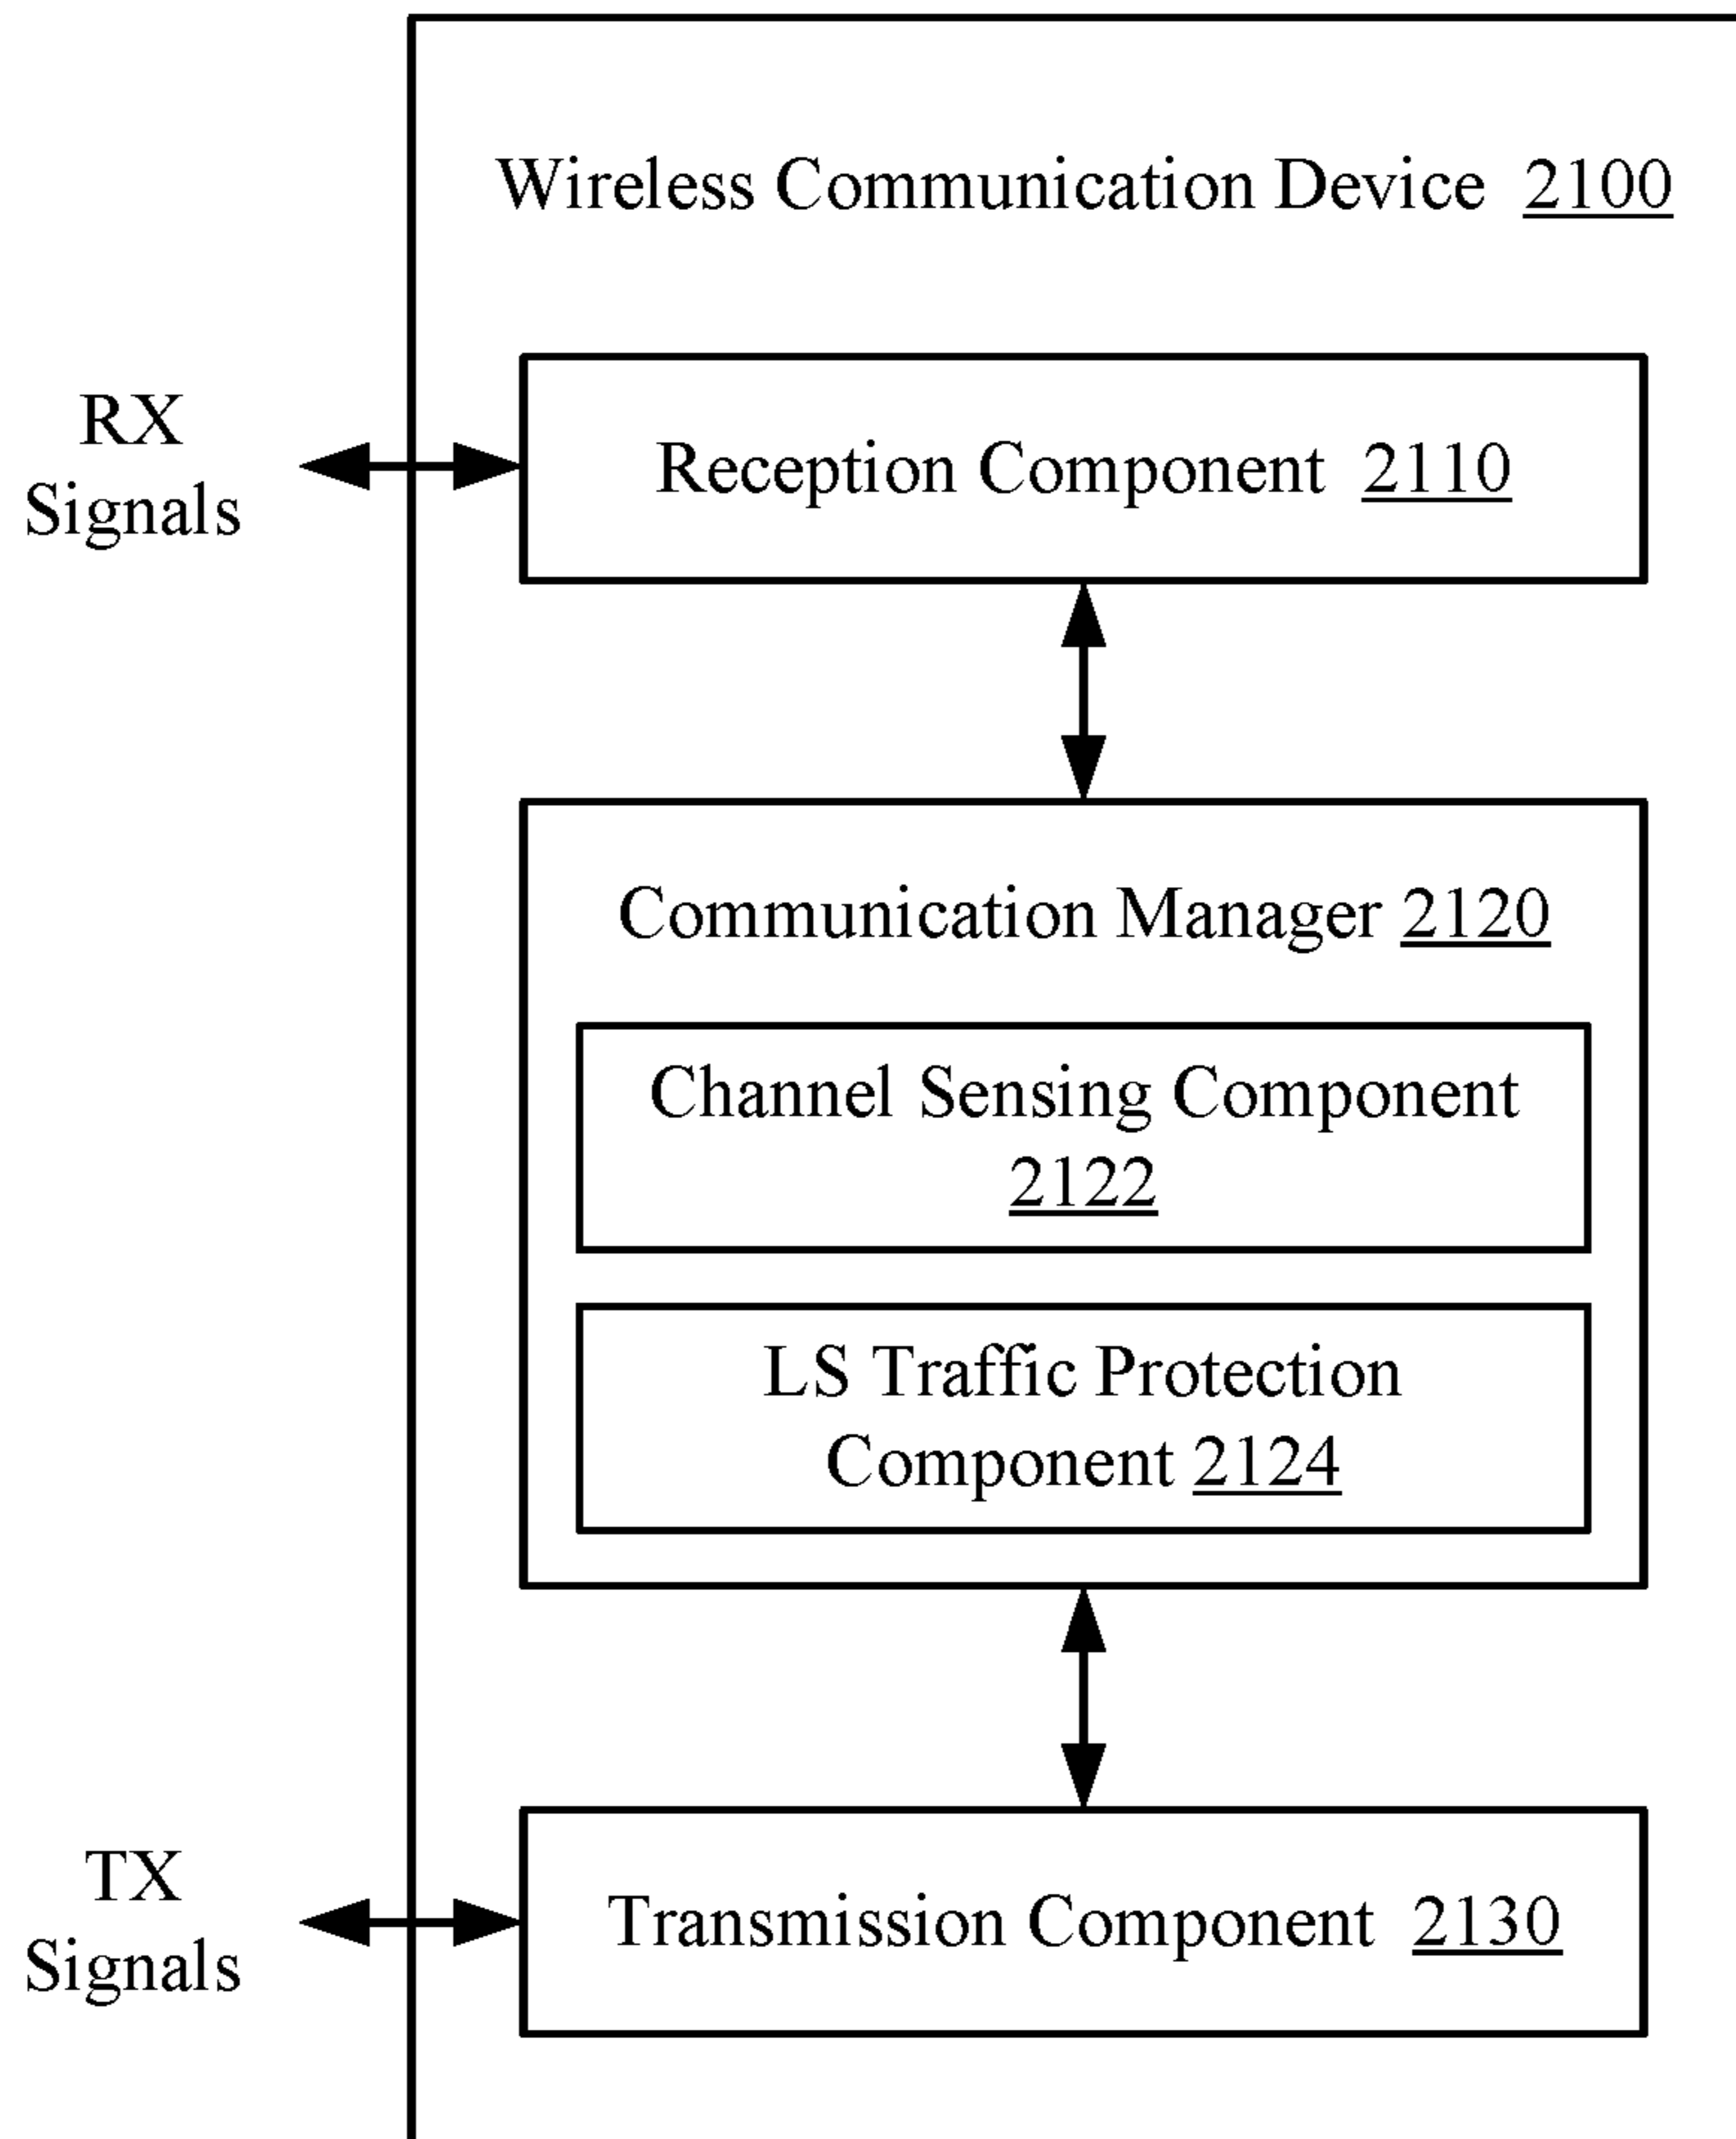 Wireless Communication Device 2100
RX
Signals
Reception Component 2110
Communication Manager 2120
Channel Sensing Component
2122
LS Traffic Protection
Component 2124
TX
Signals
Transmission Component 2130